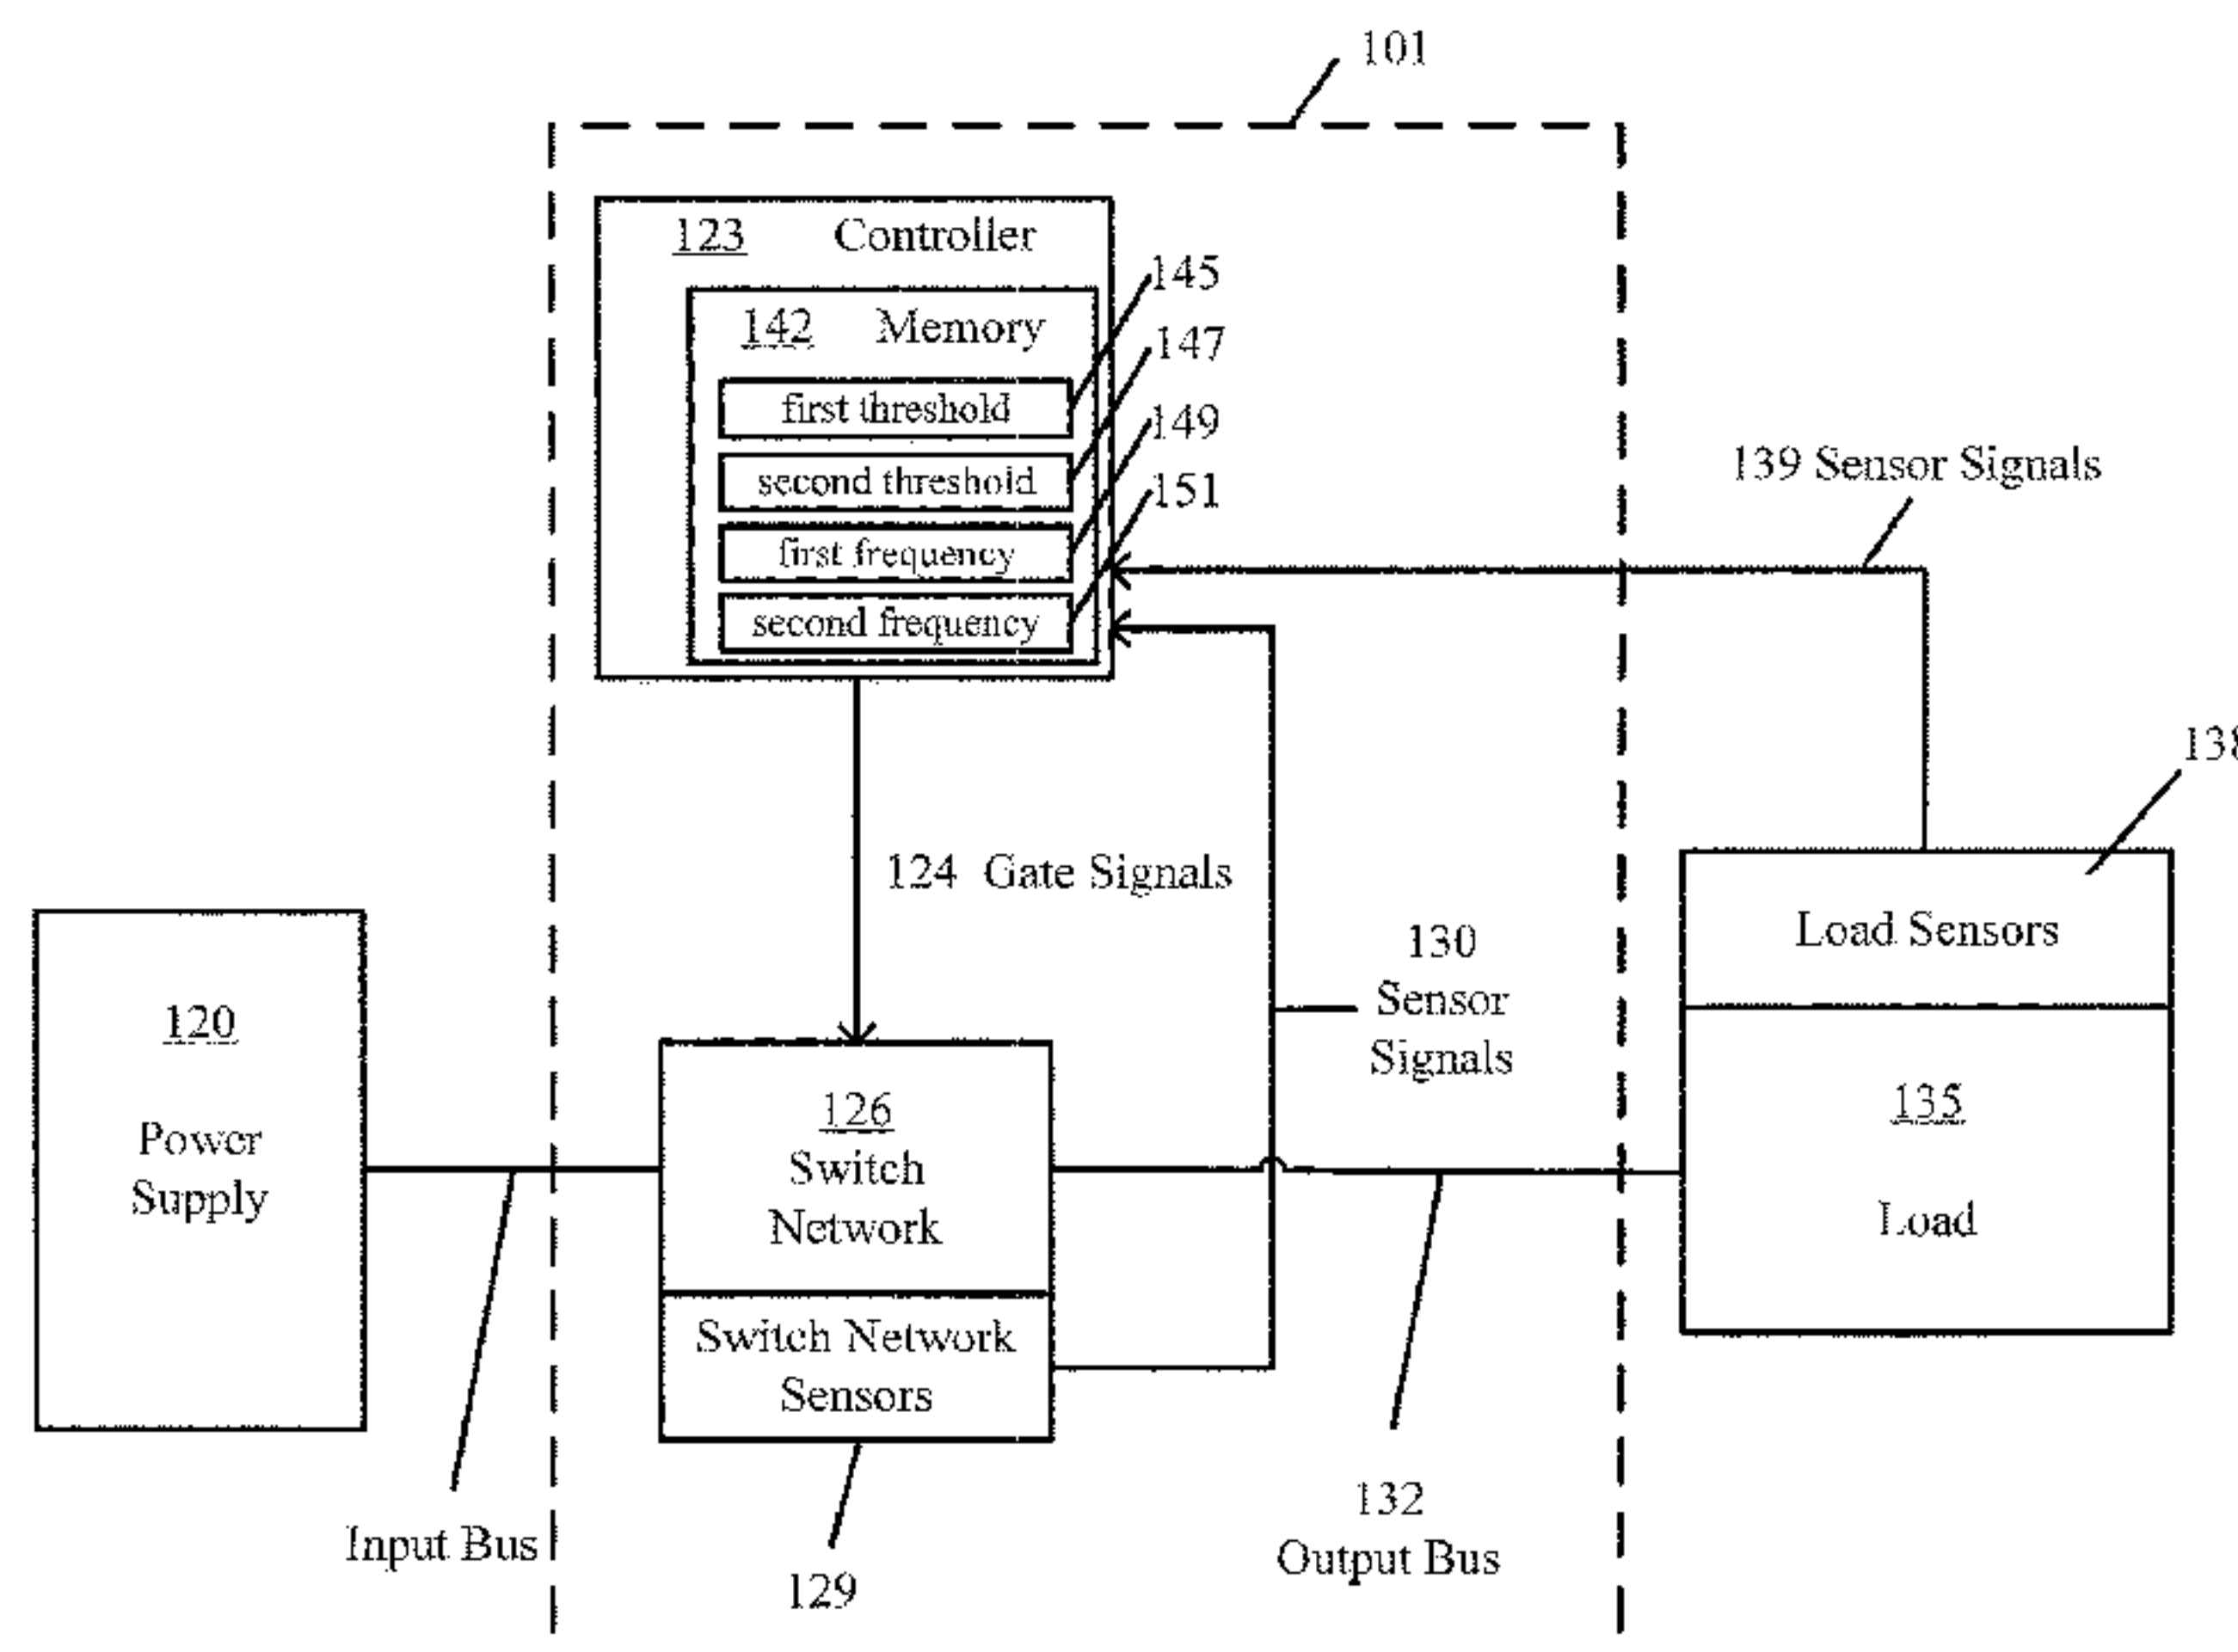 101
123 Controller
145
142 Memory
147
first threshold
149
second threshold
151
first frequency
second frequency
139 Sensor Signals
138
124 Gate Signals
Load Sensors
130
Sensor
Signals
120
Power
Supply
126
Switch
Network
135
Load
Switch Network
Sensors
Input Bus
132
Output Bus
129